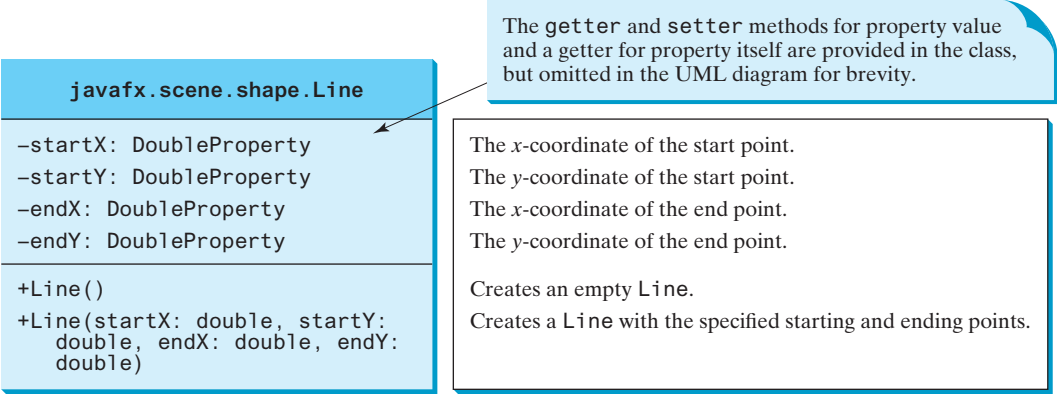 The getter and setter methods for property value
and a getter for property itself are provided in the class,
but omitted in the UML diagram for brevity.
javafx.scene.shape.Line
–startX: DoubleProperty
The x-coordinate of the start point.
–startY: DoubleProperty
The y-coordinate of the start point.
–endX: DoubleProperty
The x-coordinate of the end point.
–endY: DoubleProperty
The y-coordinate of the end point.
+Line()
Creates an empty Line.
+Line(startX: double, startY:
double, endX: double, endY:
double)
Creates a Line with the specified starting and ending points.